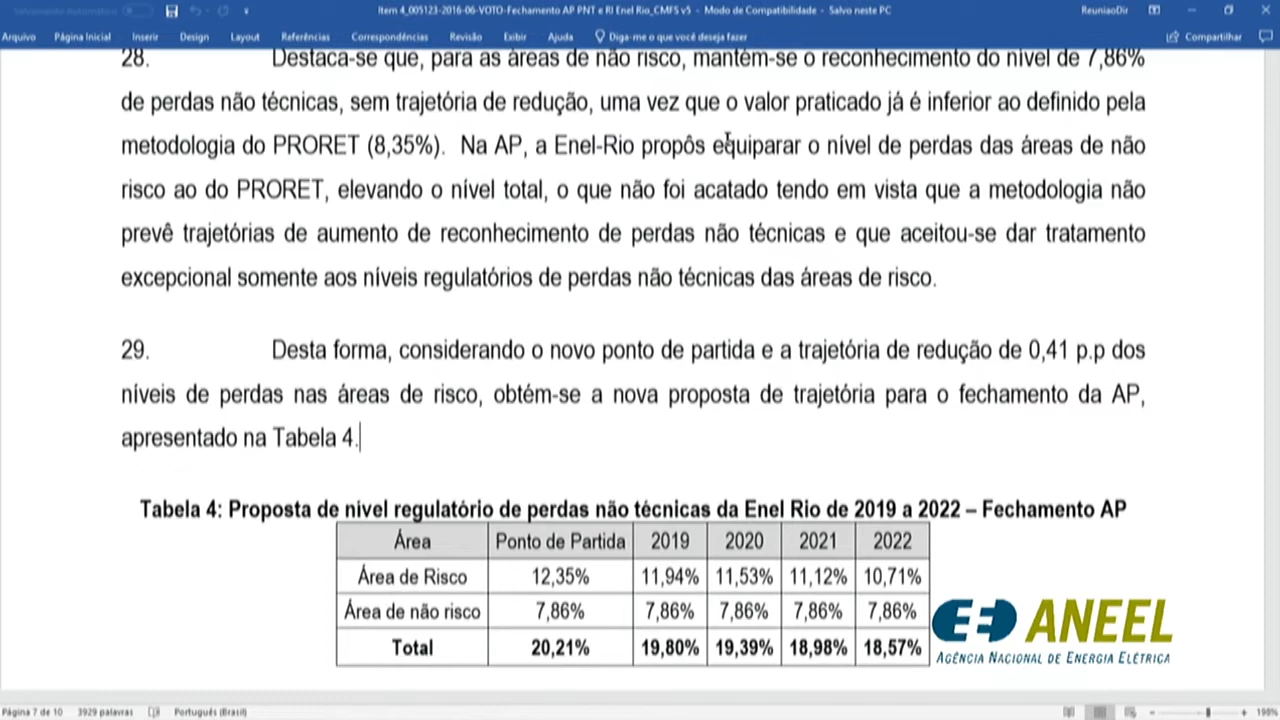 Item 4_005123-2016-06-VOTO-Fechamento AP PNT e RI Enel Rio_CMFS v5 - Modo de Compatibilidade - Salvo neste PC
ReuniaoDir
Arquivo Página Inicial Inserir Design Layout Referências Correspondências Revisão Exibir Ajuda Diga-me o que você deseja fazer Compartilhar
28. Destaca-se que, para as áreas de não risco, mantém-se o reconhecimento do nível de 7,86%
de perdas não técnicas, sem trajetória de redução, uma vez que o valor praticado já é inferior ao definido pela
metodologia do PRORET (8,35%). Na AP, a Enel-Rio propôs equiparar o nível de perdas das áreas de não
risco ao do PRORET, elevando o nível total, o que não foi acatado tendo em vista que a metodologia não
prevê trajetórias de aumento de reconhecimento de perdas não técnicas e que aceitou-se dar tratamento
excepcional somente aos níveis regulatórios de perdas não técnicas das áreas de risco.
29. Desta forma, considerando o novo ponto de partida e a trajetória de redução de 0,41 p.p dos
níveis de perdas nas áreas de risco, obtém-se a nova proposta de trajetória para o fechamento da AP,
apresentado na Tabela 4.
Tabela 4: Proposta de nível regulatório de perdas não técnicas da Enel Rio de 2019 a 2022 – Fechamento AP
Área Ponto de Partida 2019 2020 2021 2022
Área de Risco 12,35% 11,94% 11,53% 11,12% 10,71%
Área de não risco 7,86% 7,86% 7,86% 7,86% 7,86%
Total 20,21% 19,80% 19,39% 18,98% 18,57%
ANEEL
AGÊNCIA NACIONAL DE ENERGIA ELÉTRICA
Página 7 de 10 3929 palavras Português (Brasil) 198%